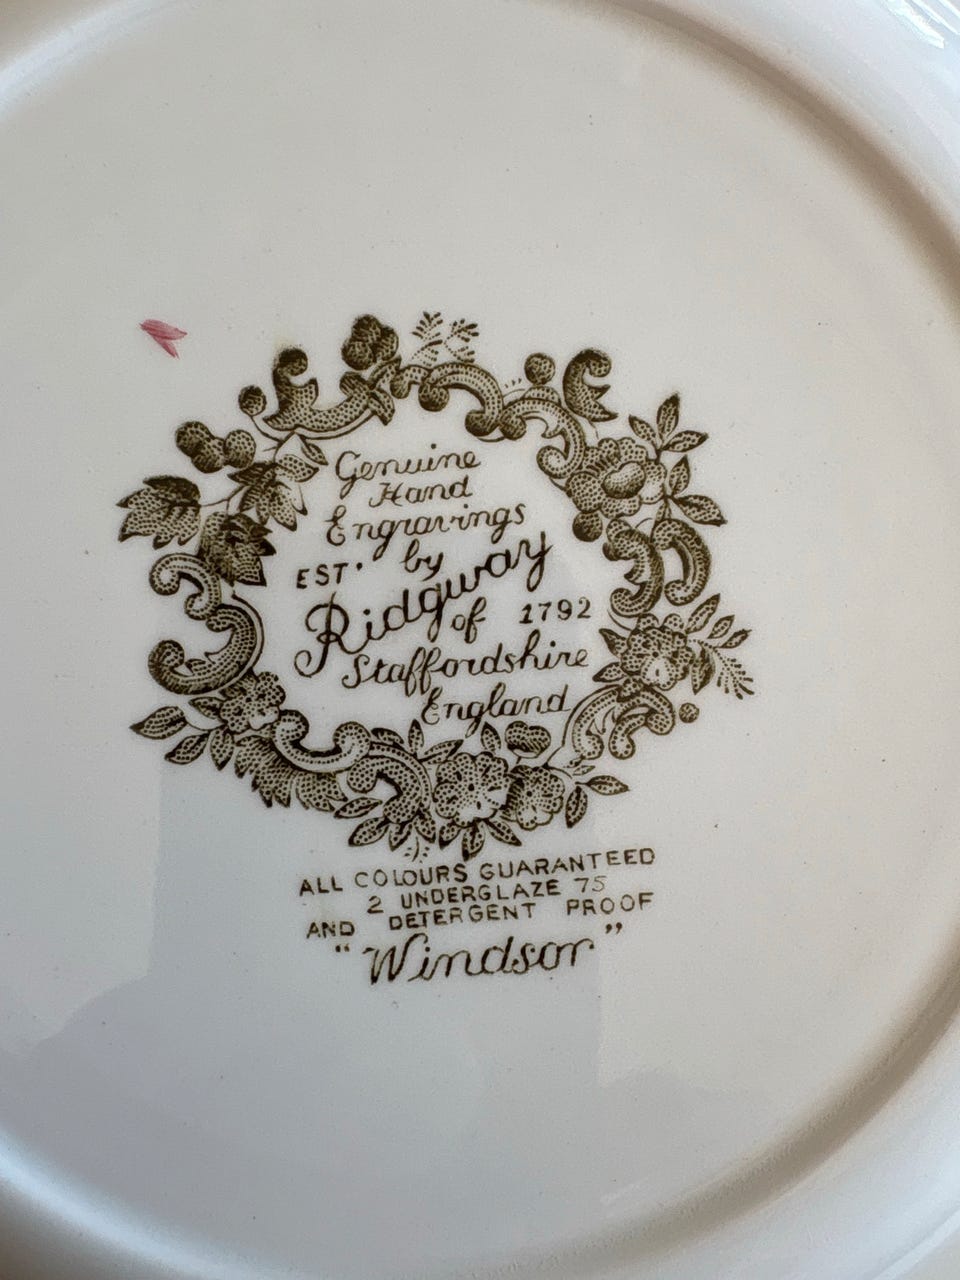 Genuine
Hand
Engravings
by
EST.
Ridgway
of 1792
Staffordshire
England
ALL COLOURS GUARANTEED
2 UNDERGLAZE 75
AND DETERGENT PROOF
"Windsor"